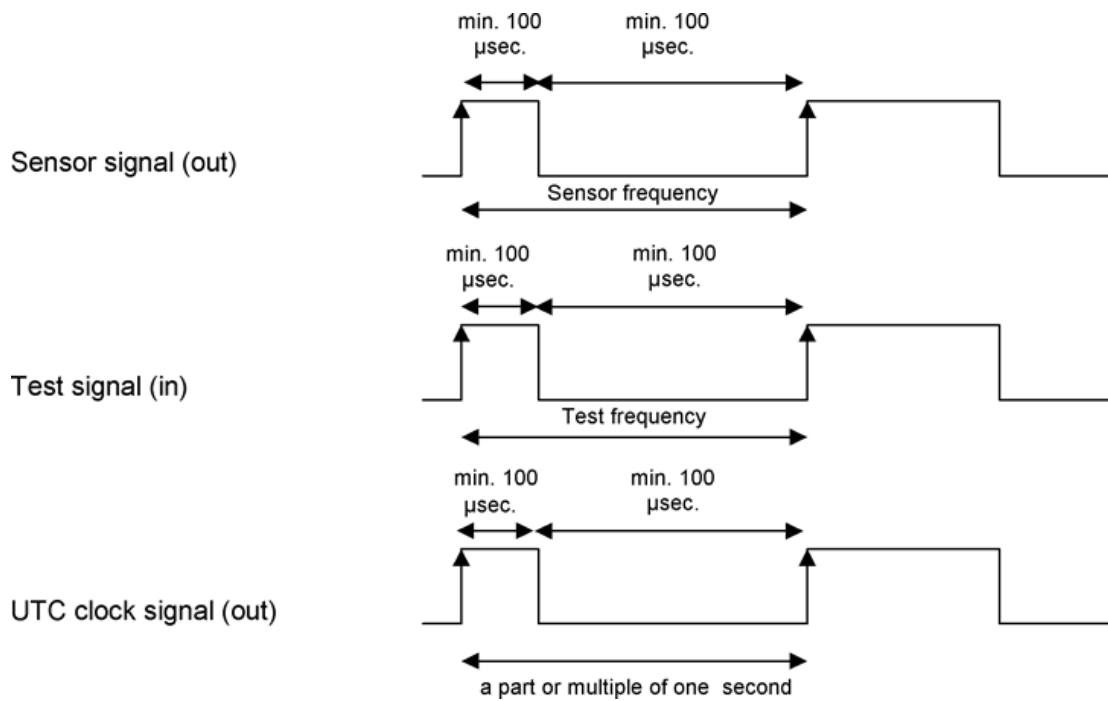 min. 100
µsec.
min. 100
µsec.
Sensor signal (out)
Sensor frequency
min. 100
µsec.
min. 100
µsec.
Test signal (in)
Test frequency
min. 100
µsec.
min. 100
µsec.
UTC clock signal (out)
a part or multiple of one second